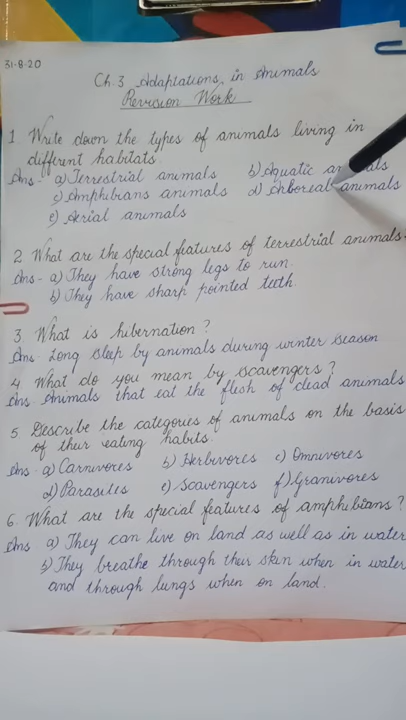 31-8-20
Ch. 3 Adaptations in Animals
Revision Work
1. Write down the types of animals living in
different habitats.
Ans - a) Terrestrial animals b) Aquatic
c) Amphibians animals d) Arboreal animals
e) Aerial animals
2. What are the special features of terrestrial animals.
Ans - a) They have strong legs to run.
b) They have sharp pointed teeth.
3. What is hibernation?
Ans - Long sleep by animals during winter season
4. What do you mean by scavengers?
Ans Animals that eat the flesh of dead animals
5. Describe the categories of animals on the basis
of their eating habits.
Ans - a) Carnivores b) Herbivores c) Omnivores
d) Parasites e) Scavengers f) Granivores
6. What are the special features of amphibians?
Ans a) They can live on land as well as in water
b) They breathe through their skin when in water
and through lungs when on land.